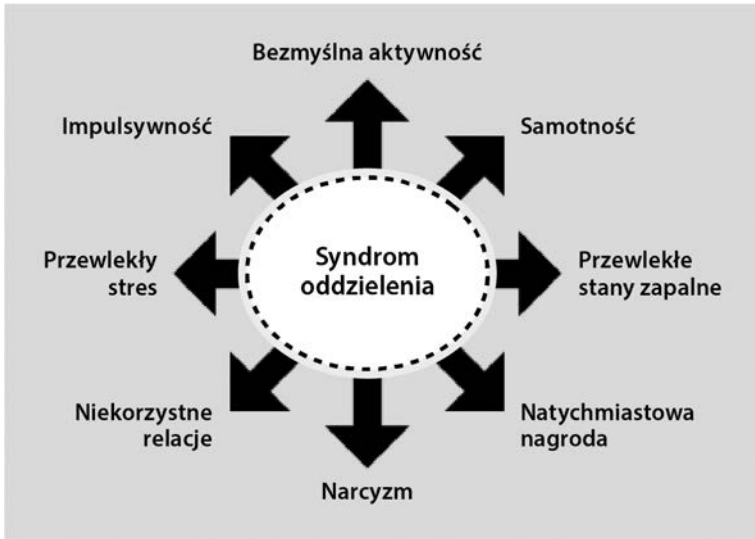 Bezmyślna aktywność
Impulsywność
Samotność
Przewlekły
stres
Syndrom
oddzielenia
Przewlekłe
stany zapalne
Niekorzystne
relacje
Natychmiastowa
nagroda
Narcyzm